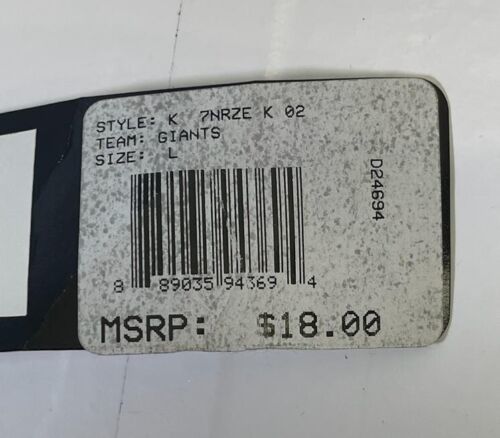 STYLE: K 7NRZE K 02
TEAM: GIANTS
SIZE: L
D24694
8 89035 94369 4
MSRP: $18.00